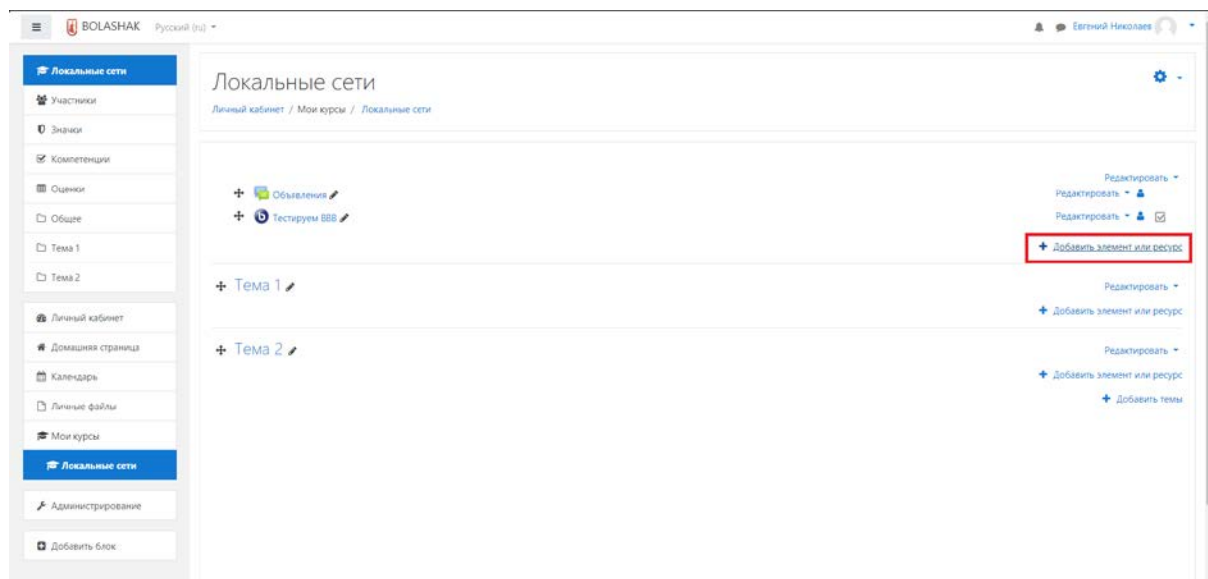 BOLASHAK Русский (ru)
Евгений Николаев
Локальные сети
Участники
Значки
Компетенции
Оценки
Общее
Тема 1
Тема 2
Личный кабинет
Домашняя страница
Календарь
Личные файлы
Мои курсы
Локальные сети
Администрирование
Добавить блок
Локальные сети
Личный кабинет / Мои курсы / Локальные сети
Редактировать
Объявления
Редактировать
Тестируем BBB
Редактировать
Добавить элемент или ресурс
Тема 1
Редактировать
Добавить элемент или ресурс
Тема 2
Редактировать
Добавить элемент или ресурс
Добавить темы